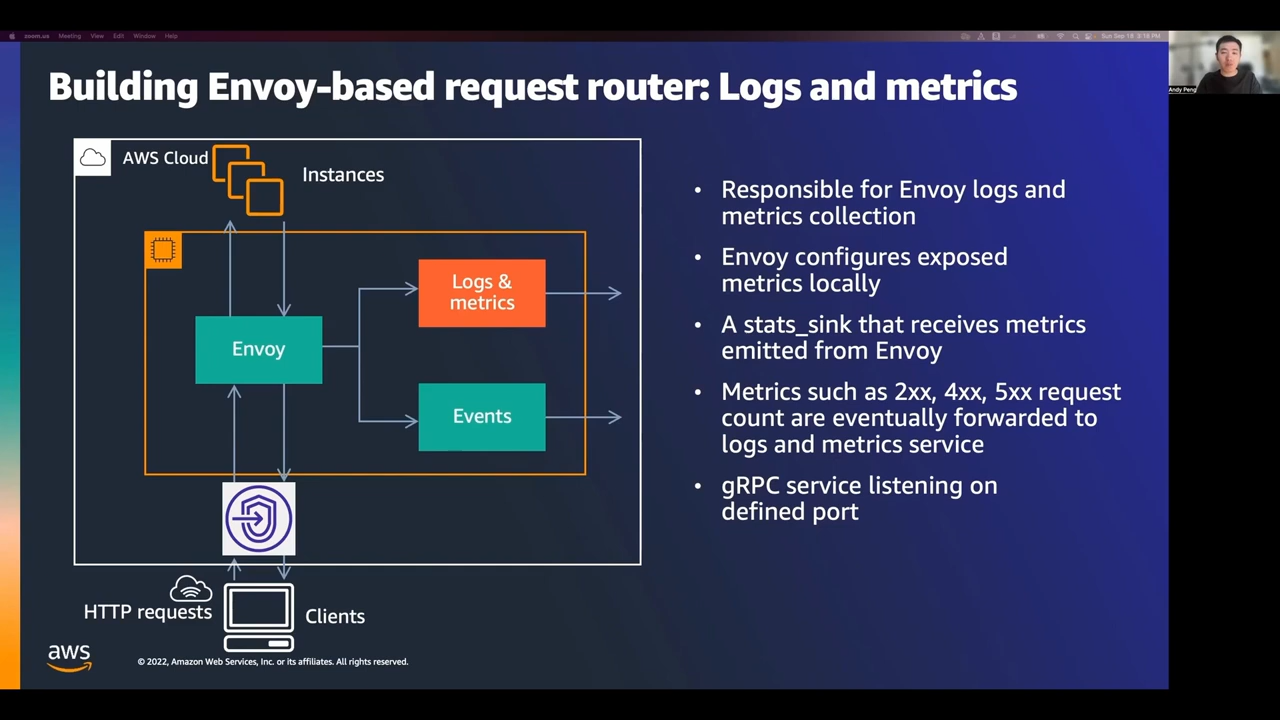 zoom.us Meeting View Edit Window Help
Sun Sep 18 3:18 PM
Building Envoy-based request router: Logs and metrics
Andy Peng
AWS Cloud
Instances
Logs &
metrics
Envoy
Events
HTTP requests
Clients
• Responsible for Envoy logs and
metrics collection
• Envoy configures exposed
metrics locally
• A stats_sink that receives metrics
emitted from Envoy
• Metrics such as 2xx, 4xx, 5xx request
count are eventually forwarded to
logs and metrics service
• gRPC service listening on
defined port
aws
© 2022, Amazon Web Services, Inc. or its affiliates. All rights reserved.